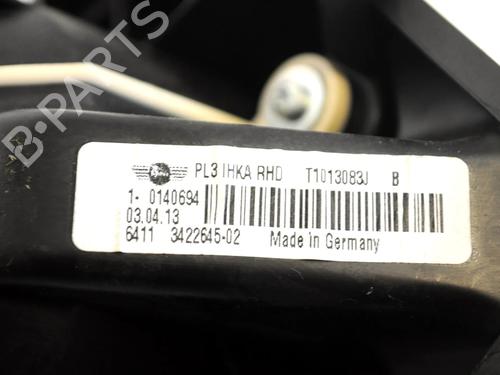 B-PARTS
PL3 IHKA RHD T1013083J B
1- 0140694
03.04.13
6411 3422645-02 Made in Germany